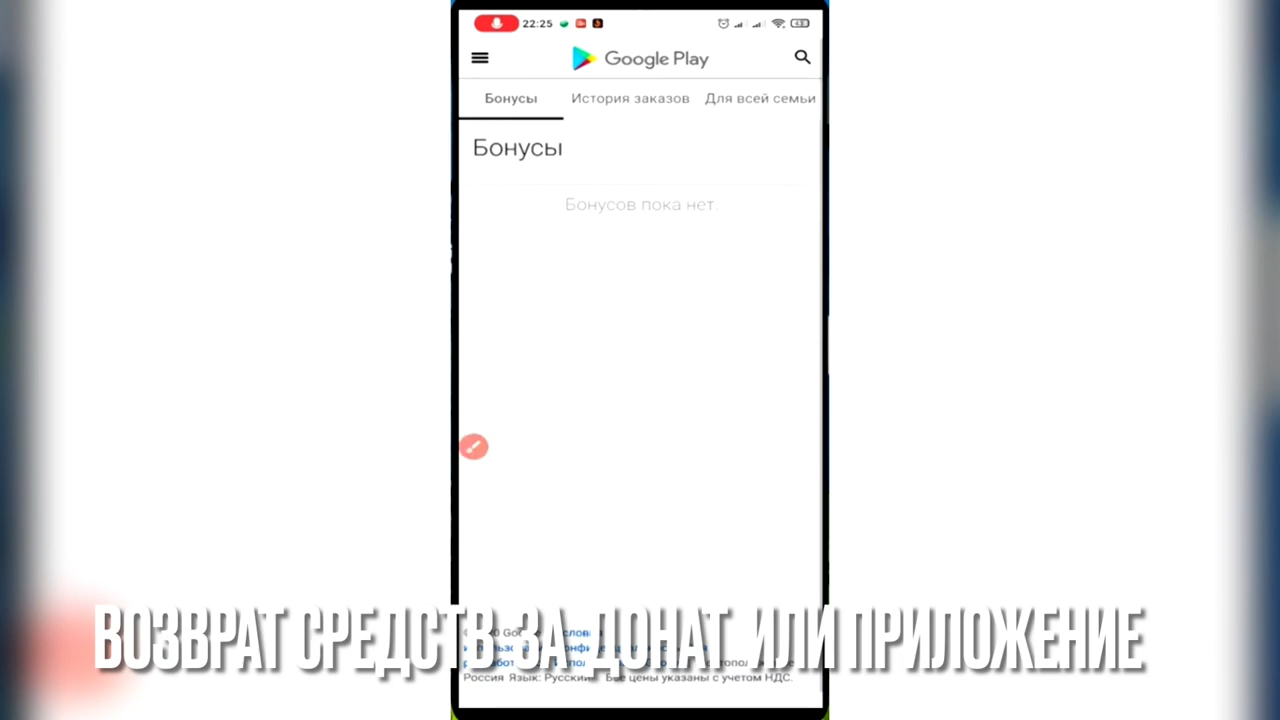 22:25
43
Google Play
Бонусы История заказов Для всей семьи
Бонусы
Бонусов пока нет.
ВОЗВРАТ СРЕДСТВ ЗА ДОНАТ ИЛИ ПРИЛОЖЕНИЕ
Россия Язык: Русский Все цены указаны с учетом НДС.